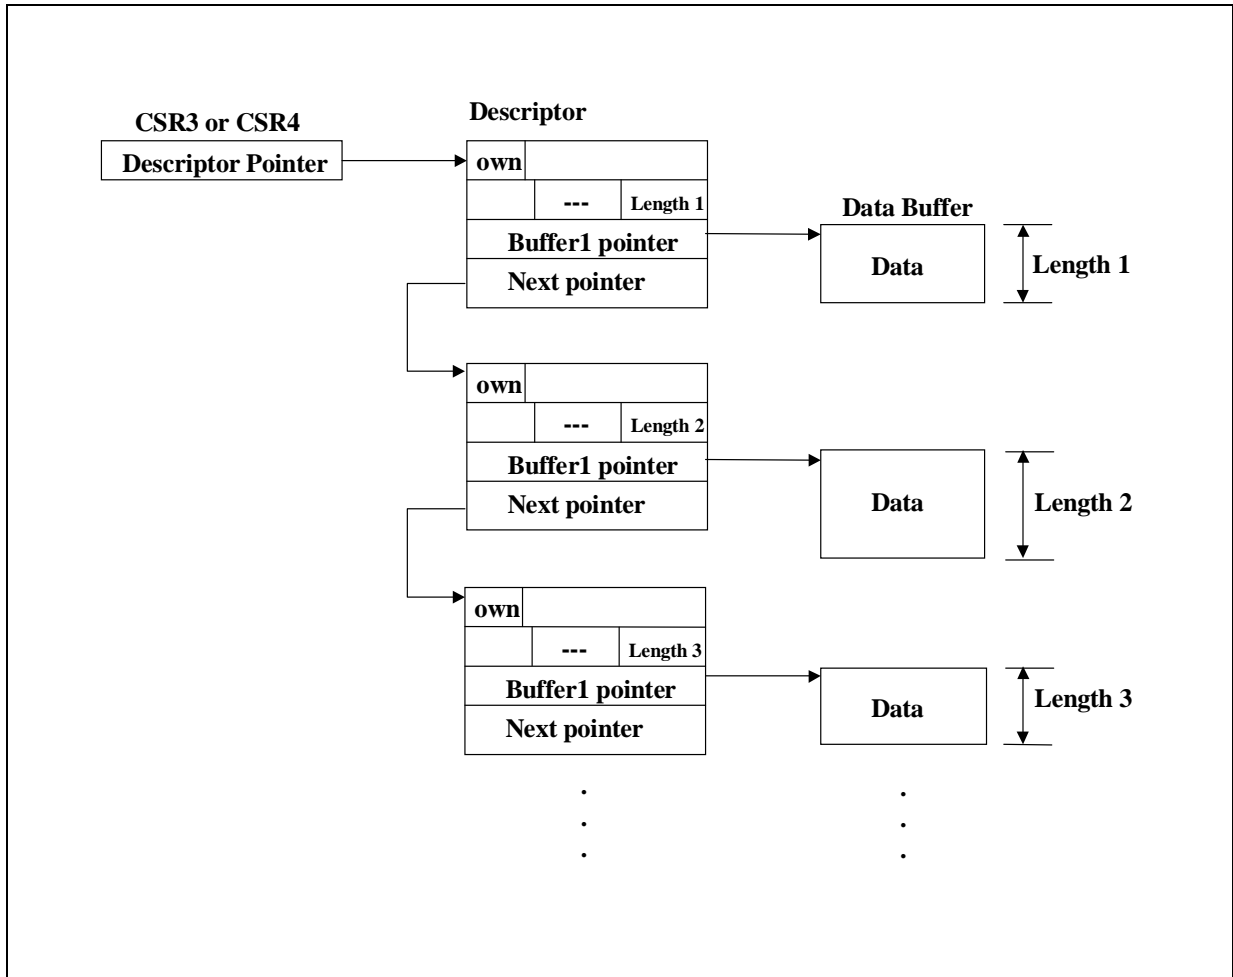 CSR3 or CSR4
Descriptor Pointer
Descriptor
own
--- Length 1
Buffer1 pointer
Next pointer
Data Buffer
Data
Length 1
own
--- Length 2
Buffer1 pointer
Next pointer
Data
Length 2
own
--- Length 3
Buffer1 pointer
Next pointer
Data
Length 3
. .
. .
. .